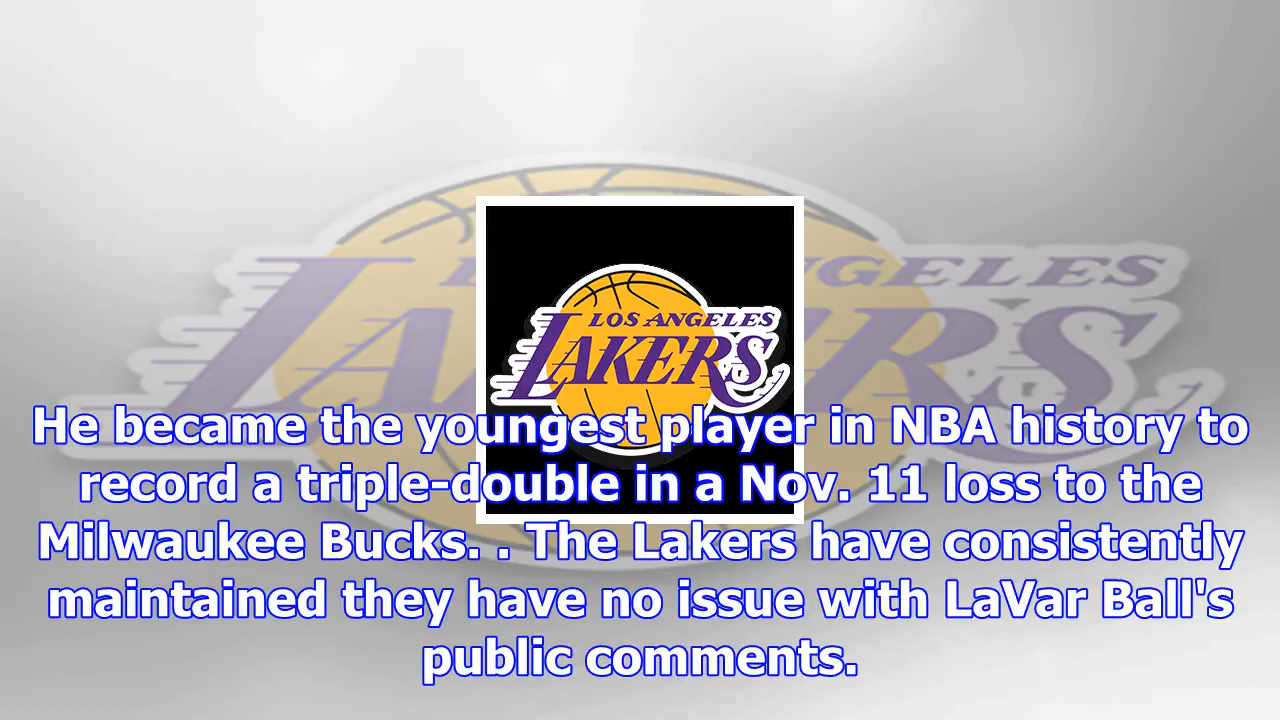 LOS ANGELES
LAKERS
He became the youngest player in NBA history to
record a triple-double in a Nov. 11 loss to the
Milwaukee Bucks. . The Lakers have consistently
maintained they have no issue with LaVar Ball's
public comments.